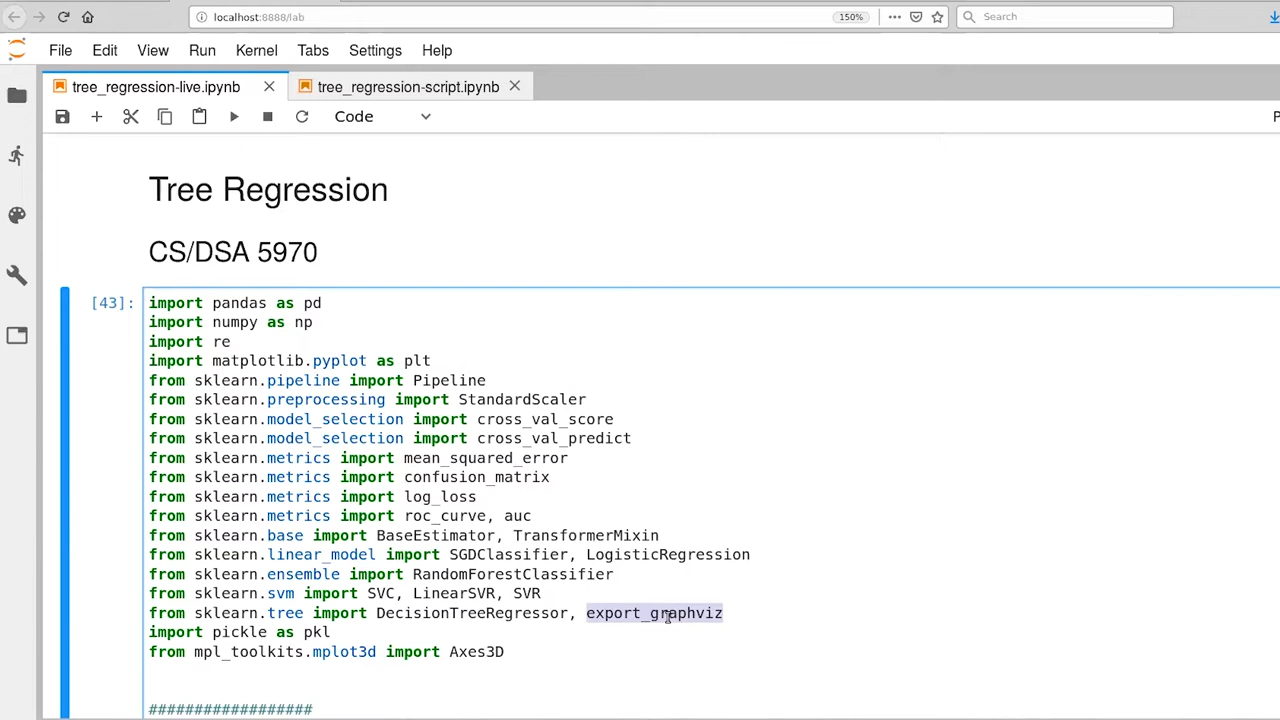 localhost:8888/lab
150%
Search
File Edit View Run Kernel Tabs Settings Help
tree_regression-live.ipynb
tree_regression-script.ipynb
Code
P
Tree Regression
CS/DSA 5970
[43]:
import pandas as pd
import numpy as np
import re
import matplotlib.pyplot as plt
from sklearn.pipeline import Pipeline
from sklearn.preprocessing import StandardScaler
from sklearn.model_selection import cross_val_score
from sklearn.model_selection import cross_val_predict
from sklearn.metrics import mean_squared_error
from sklearn.metrics import confusion_matrix
from sklearn.metrics import log_loss
from sklearn.metrics import roc_curve, auc
from sklearn.base import BaseEstimator, TransformerMixin
from sklearn.linear_model import SGDClassifier, LogisticRegression
from sklearn.ensemble import RandomForestClassifier
from sklearn.svm import SVC, LinearSVR, SVR
from sklearn.tree import DecisionTreeRegressor, export_graphviz
import pickle as pkl
from mpl_toolkits.mplot3d import Axes3D
##################